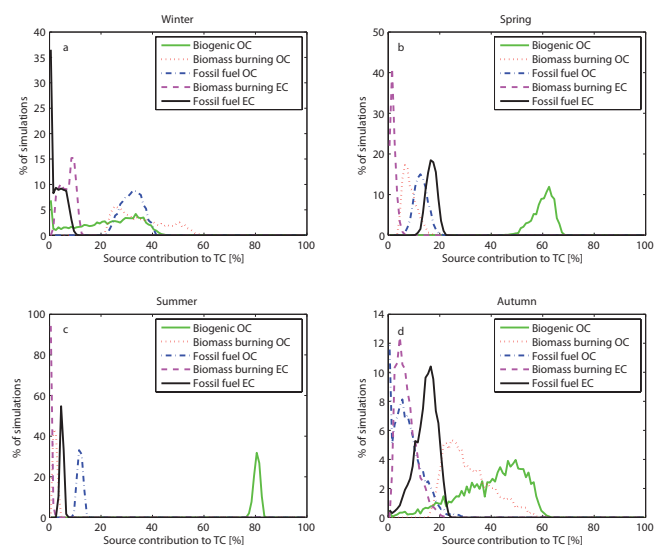 Winter
a
Biogenic OC
Biomass burning OC
Fossil fuel OC
Biomass burning EC
Fossil fuel EC
% of simulations
40
35
30
25
20
15
10
5
0
0 20 40 60 80 100
Source contribution to TC [%]
Spring
b
Biogenic OC
Biomass burning OC
Fossil fuel OC
Biomass burning EC
Fossil fuel EC
% of simulations
50
40
30
20
10
0
0 20 40 60 80 100
Source contribution to TC [%]
Summer
c
Biogenic OC
Biomass burning OC
Fossil fuel OC
Biomass burning EC
Fossil fuel EC
% of simulations
100
80
60
40
20
0
0 20 40 60 80 100
Source contribution to TC [%]
Autumn
d
Biogenic OC
Biomass burning OC
Fossil fuel OC
Biomass burning EC
Fossil fuel EC
% of simulations
14
12
10
8
6
4
2
0
0 20 40 60 80 100
Source contribution to TC [%]